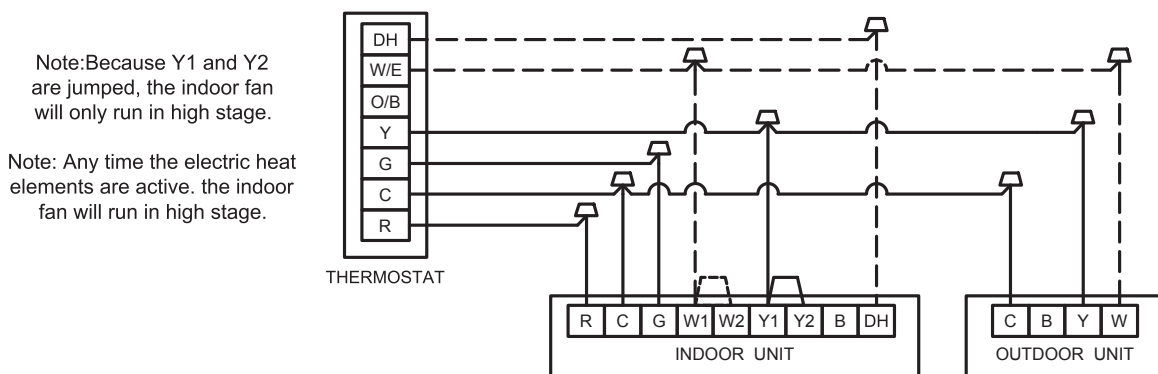 Note:Because Y1 and Y2
are jumped, the indoor fan
will only run in high stage.
Note: Any time the electric heat
elements are active. the indoor
fan will run in high stage.
DH
W/E
O/B
Y
G
C
R
THERMOSTAT
R C G W1 W2 Y1 Y2 B DH
INDOOR UNIT
C B Y W
OUTDOOR UNIT